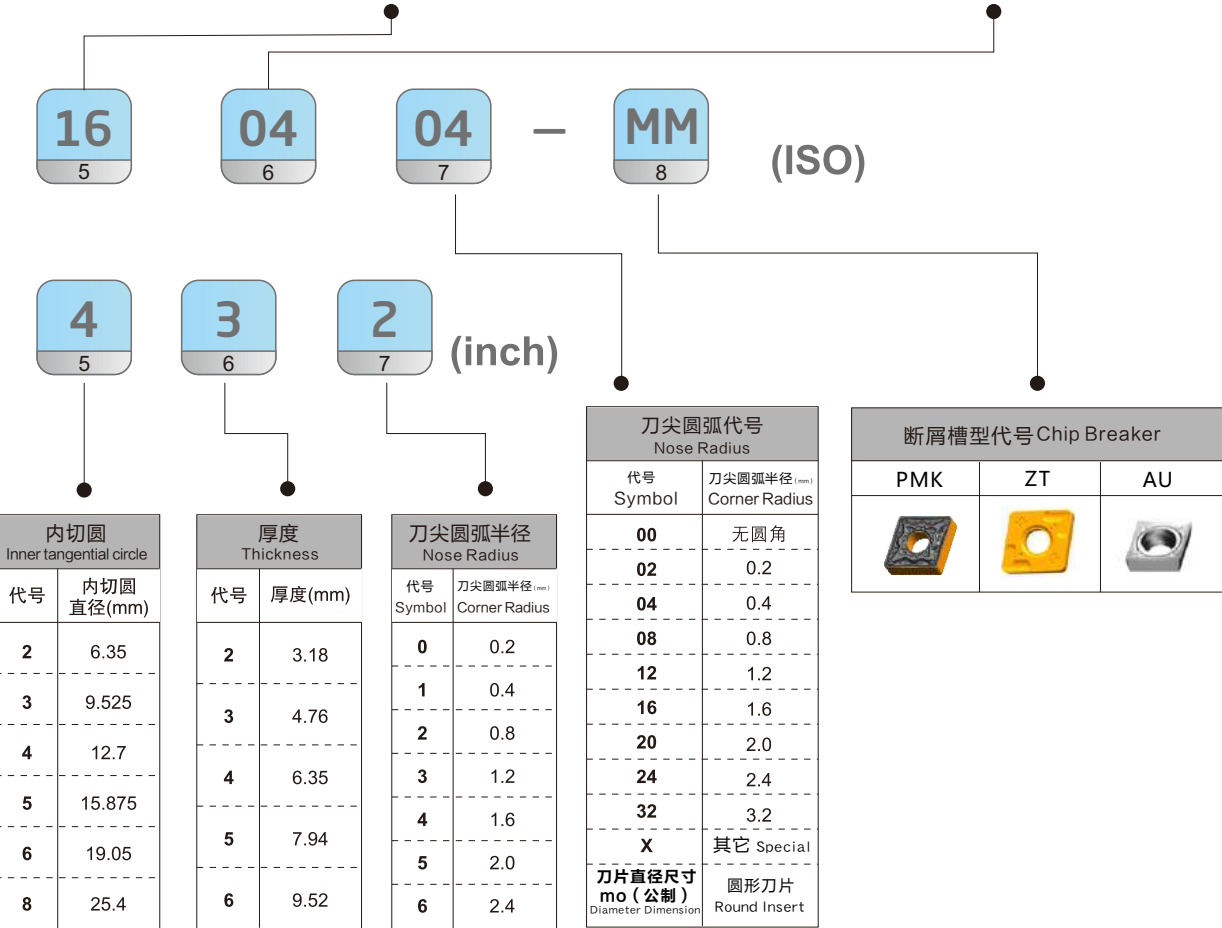 16
5
04
6
04
7
–
MM
8
(ISO)
4
5
3
6
2
7
(inch)
内切圆
Inner tangential circle
代号 内切圆
直径(mm)
2 6.35
3 9.525
4 12.7
5 15.875
6 19.05
8 25.4
厚度
Thickness
代号 厚度(mm)
2 3.18
3 4.76
4 6.35
5 7.94
6 9.52
刀尖圆弧半径
Nose Radius
代号 刀尖圆弧半径(mm)
Symbol Corner Radius
0 0.2
1 0.4
2 0.8
3 1.2
4 1.6
5 2.0
6 2.4
刀尖圆弧代号
Nose Radius
代号 刀尖圆弧半径(mm)
Symbol Corner Radius
00 无圆角
02 0.2
04 0.4
08 0.8
12 1.2
16 1.6
20 2.0
24 2.4
32 3.2
X 其它 Special
刀片直径尺寸
mo（公制）
Diameter Dimension
圆形刀片
Round Insert
断屑槽型代号Chip Breaker
PMK ZT AU